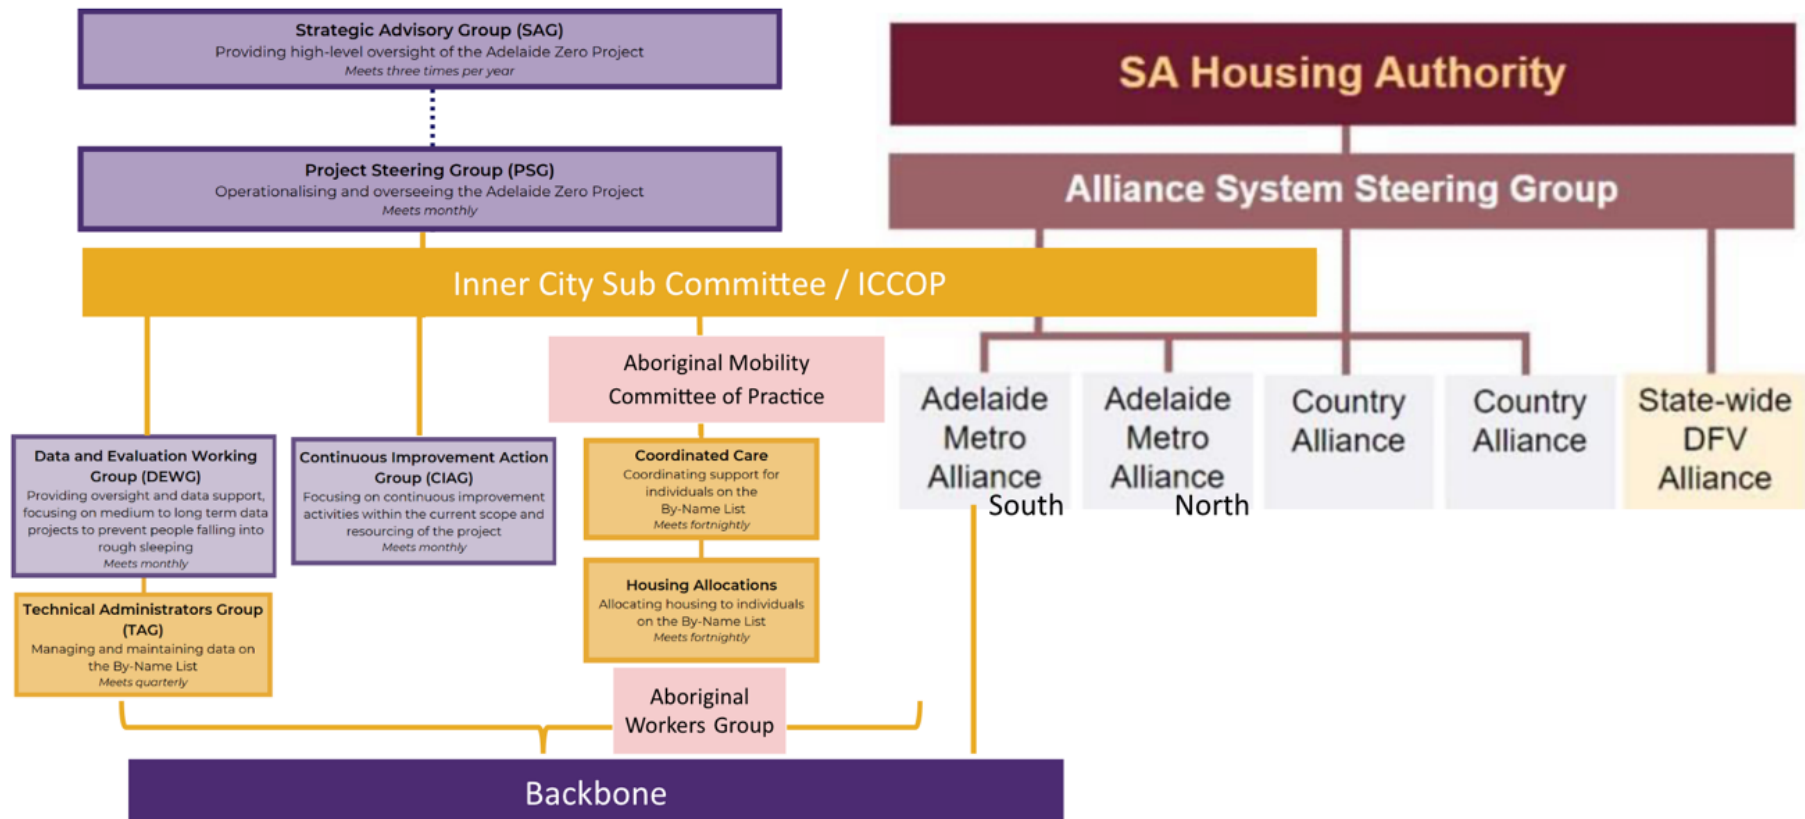 Strategic Advisory Group (SAG)
Providing high-level oversight of the Adelaide Zero Project
Meets three times per year
Project Steering Group (PSG)
Operationalising and overseeing the Adelaide Zero Project
Meets monthly
SA Housing Authority
Alliance System Steering Group
Inner City Sub Committee / ICCOP
Aboriginal Mobility
Committee of Practice
Data and Evaluation Working
Group (DEWG)
Providing oversight and data support,
focusing on medium to long term data
projects to prevent people falling into
rough sleeping
Meets monthly
Technical Administrators Group
(TAG)
Managing and maintaining data on
the By-Name List
Meets quarterly
Continuous Improvement Action
Group (CIAG)
Focusing on continuous improvement
activities within the current scope and
resourcing of the project
Meets monthly
Coordinated Care
Coordinating support for
individuals on the
By-Name List
Meets fortnightly
Housing Allocations
Allocating housing to individuals
on the By-Name List
Meets fortnightly
Aboriginal
Workers Group
Adelaide
Metro
Alliance
South
Adelaide
Metro
Alliance
North
Country
Alliance
Country
Alliance
State-wide
DFV
Alliance
Backbone